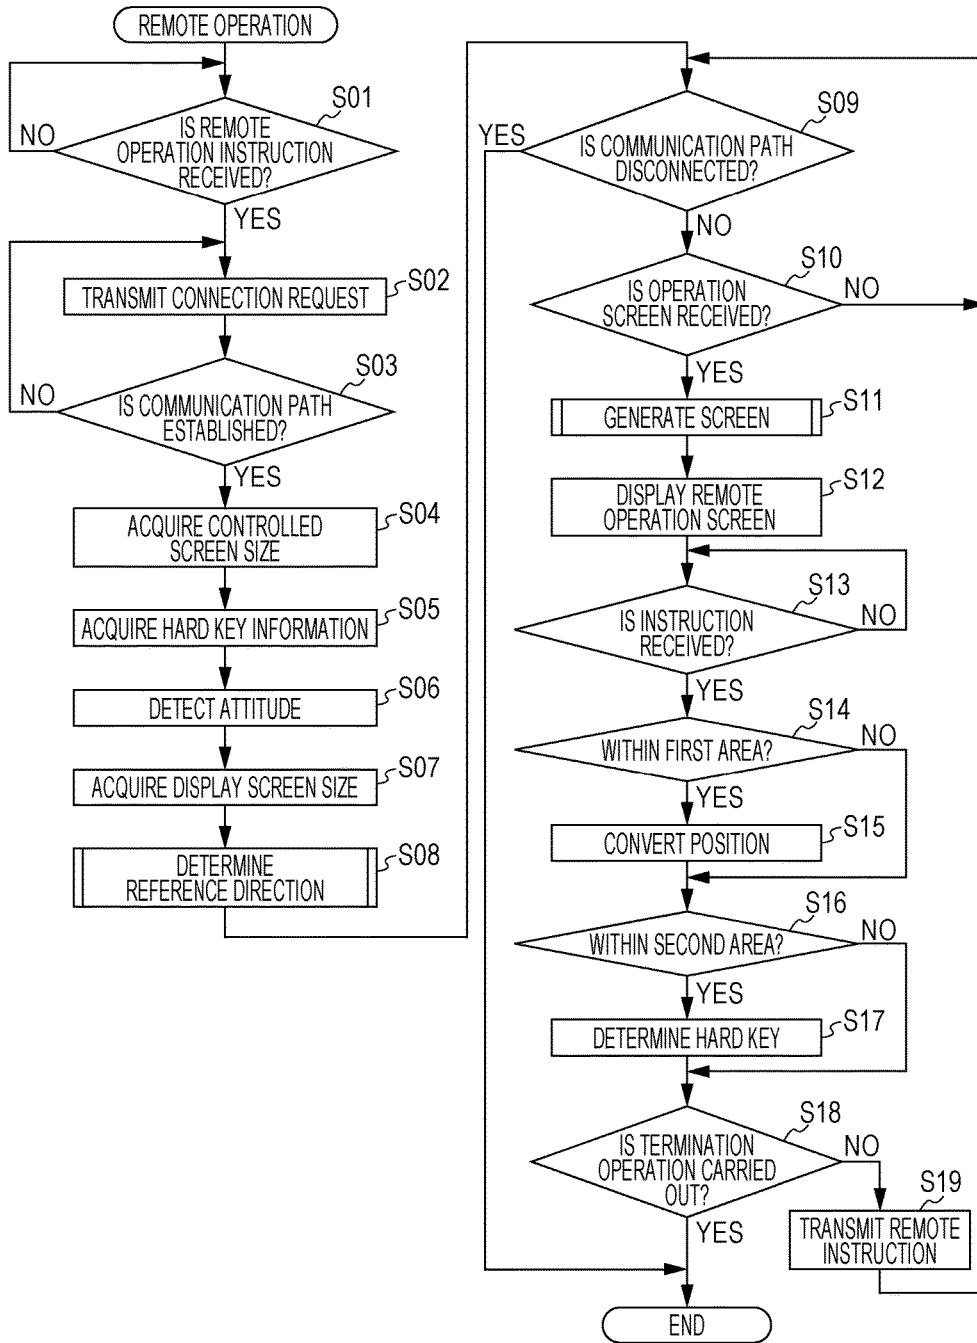 REMOTE OPERATION
S01
IS REMOTE
OPERATION INSTRUCTION
RECEIVED?
NO
YES
S02
TRANSMIT CONNECTION REQUEST
S03
IS COMMUNICATION PATH
ESTABLISHED?
NO
YES
S04
ACQUIRE CONTROLLED
SCREEN SIZE
S05
ACQUIRE HARD KEY INFORMATION
S06
DETECT ATTITUDE
S07
ACQUIRE DISPLAY SCREEN SIZE
S08
DETERMINE
REFERENCE DIRECTION
S09
IS COMMUNICATION PATH
DISCONNECTED?
YES
NO
S10
IS OPERATION
SCREEN RECEIVED?
NO
YES
S11
GENERATE SCREEN
S12
DISPLAY REMOTE
OPERATION SCREEN
S13
IS INSTRUCTION
RECEIVED?
NO
YES
S14
WITHIN FIRST AREA?
NO
YES
S15
CONVERT POSITION
S16
WITHIN SECOND AREA?
NO
YES
S17
DETERMINE HARD KEY
S18
IS TERMINATION
OPERATION CARRIED
OUT?
NO
YES
S19
TRANSMIT REMOTE
INSTRUCTION
END